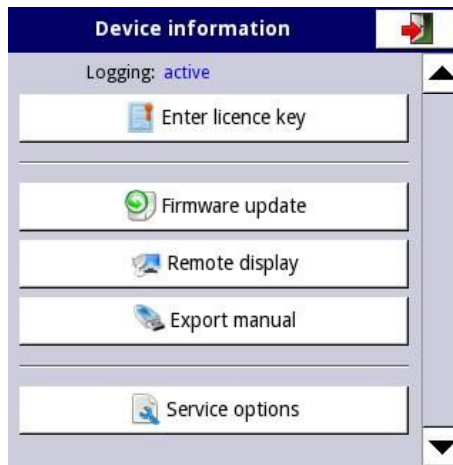 Device information
Logging: active
Enter licence key
Firmware update
Remote display
Export manual
Service options